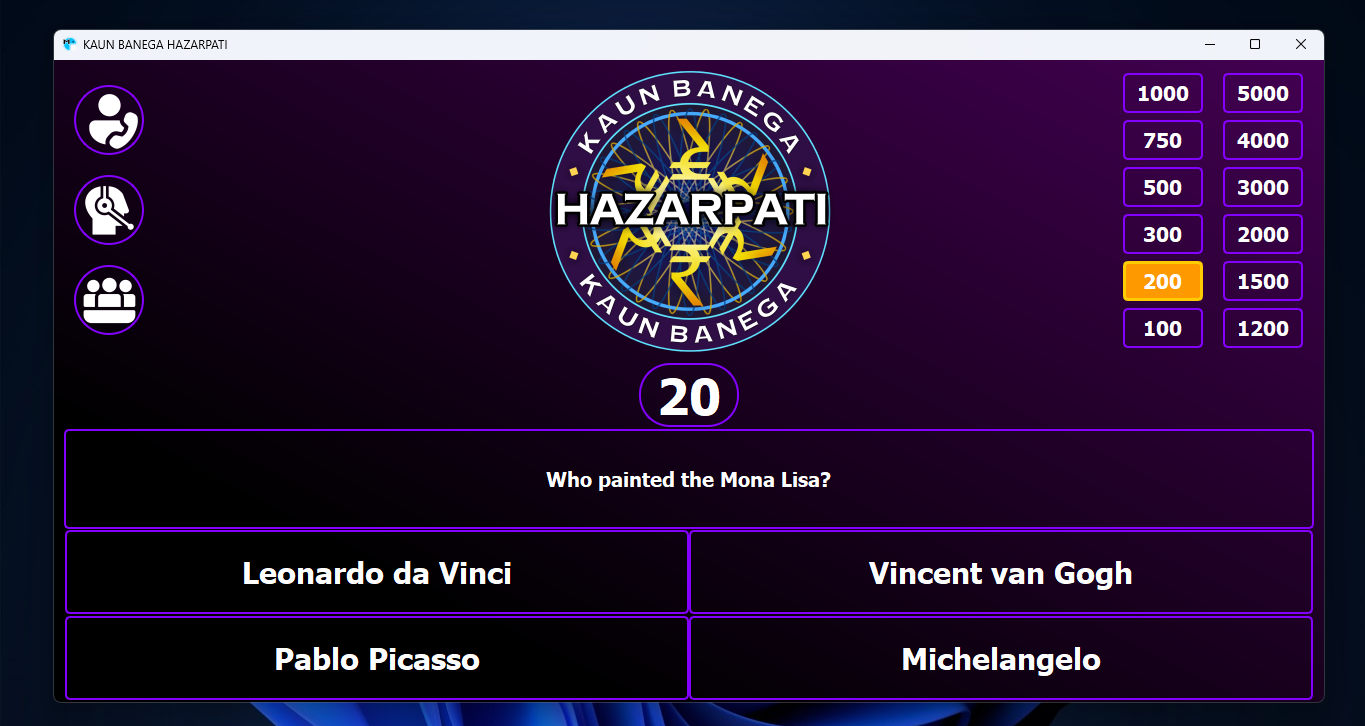 KAUN BANEGA HAZARPATI
KAUN BANEGA
HAZARPATI
KAUN BANEGA
1000 5000
750 4000
500 3000
300 2000
200 1500
100 1200
20
Who painted the Mona Lisa?
Leonardo da Vinci Vincent van Gogh
Pablo Picasso Michelangelo